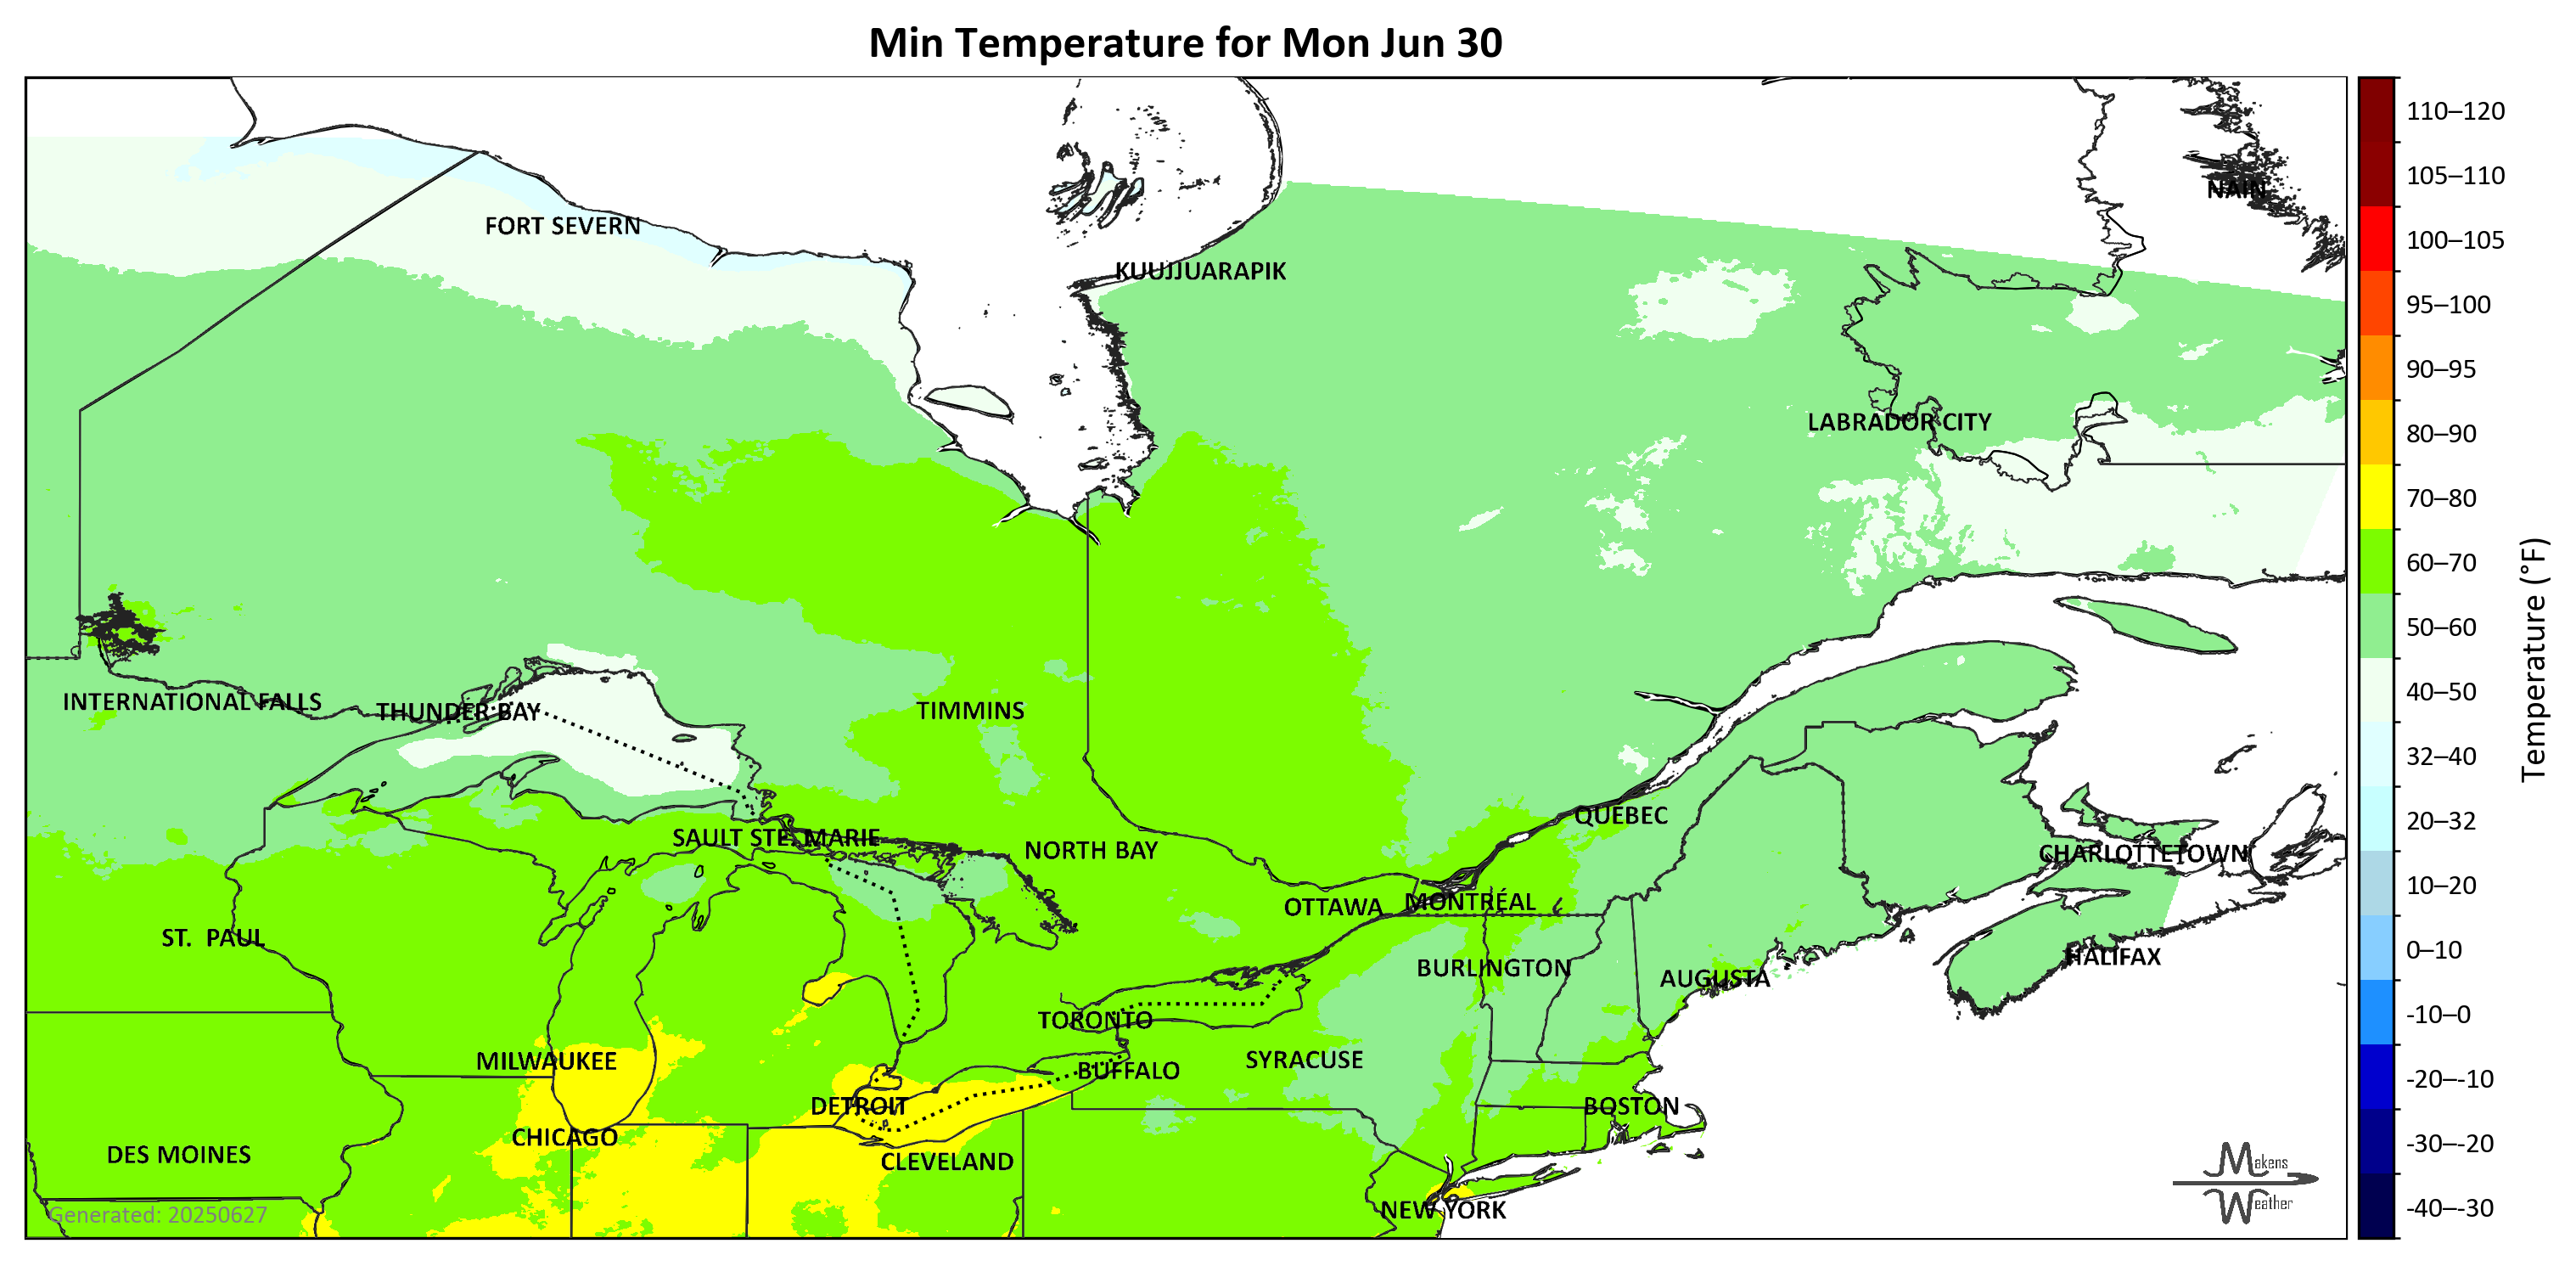 Min Temperature for Mon Jun 30
NAIN
FORT SEVERN
KUUJJUARAPIK
LABRADOR CITY
INTERNATIONAL FALLS
THUNDER BAY
TIMMINS
QUÉBEC
SAULT STE. MARIE
NORTH BAY
CHARLOTTETOWN
OTTAWA
MONTRÉAL
ST. PAUL
HALIFAX
BURLINGTON
AUGUSTA
TORONTO
MILWAUKEE
SYRACUSE
BUFFALO
DETROIT
BOSTON
CHICAGO
DES MOINES
CLEVELAND
NEW YORK
Generated: 20250627
Makens
Weather
110–120
105–110
100–105
95–100
90–95
80–90
70–80
60–70
50–60
40–50
32–40
20–32
10–20
0–10
-10–0
-20–-10
-30–-20
-40–-30
Temperature (°F)